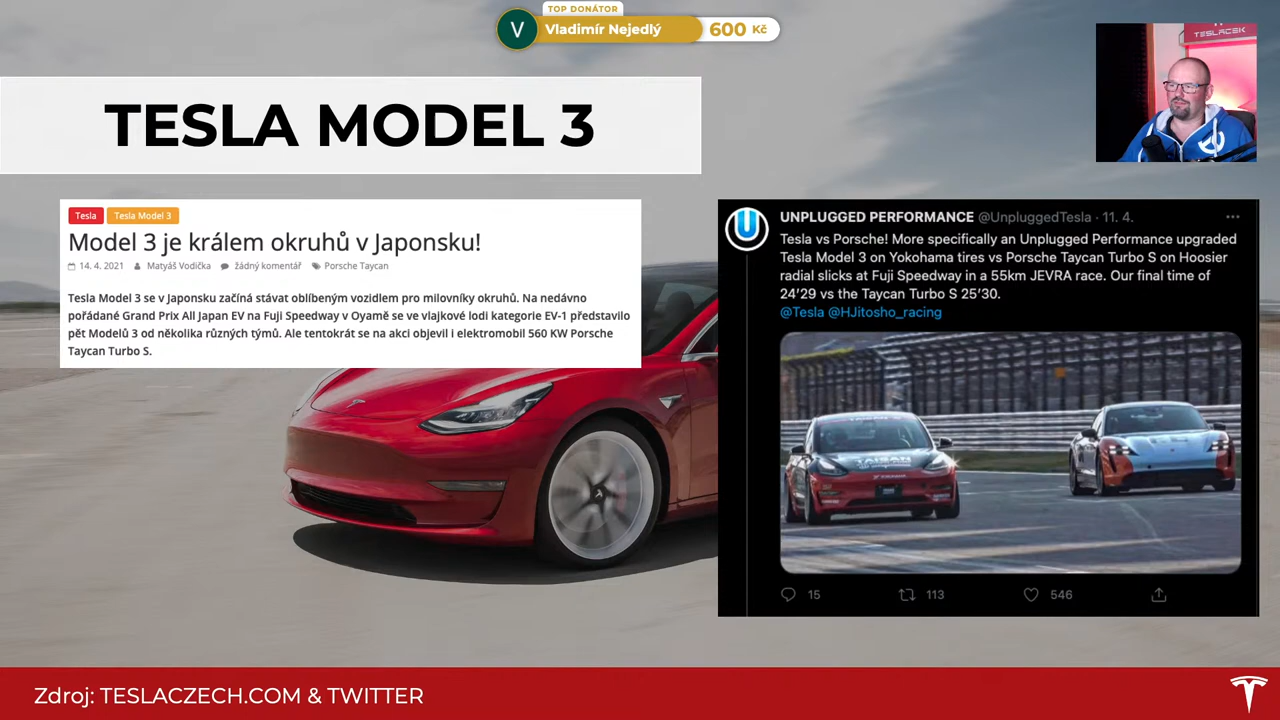 TOP DONÁTOR
V
Vladimír Nejedlý
600 Kč
TESLACEK
TESLA MODEL 3
Tesla
Tesla Model 3
Model 3 je králem okruhů v Japonsku!
14. 4. 2021 Matyáš Vodička žádný komentář Porsche Taycan
Tesla Model 3 se v Japonsku začíná stávat oblíbeným vozidlem pro milovníky okruhů. Na nedávno
pořádané Grand Prix All Japan EV na Fuji Speedway v Oyamě se ve vlajkové lodi kategorie EV-1 představilo
pět Modelů 3 od několika různých týmů. Ale tentokrát se na akci objevil i elektromobil 560 KW Porsche
Taycan Turbo S.
UNPLUGGED PERFORMANCE @UnpluggedTesla · 11. 4.
Tesla vs Porsche! More specifically an Unplugged Performance upgraded
Tesla Model 3 on Yokohama tires vs Porsche Taycan Turbo S on Hoosier
radial slicks at Fuji Speedway in a 55km JEVRA race. Our final time of
24'29 vs the Taycan Turbo S 25'30.
@Tesla @HJitosho_racing
TAISAN
15
113
546
Zdroj: TESLACZECH.COM & TWITTER